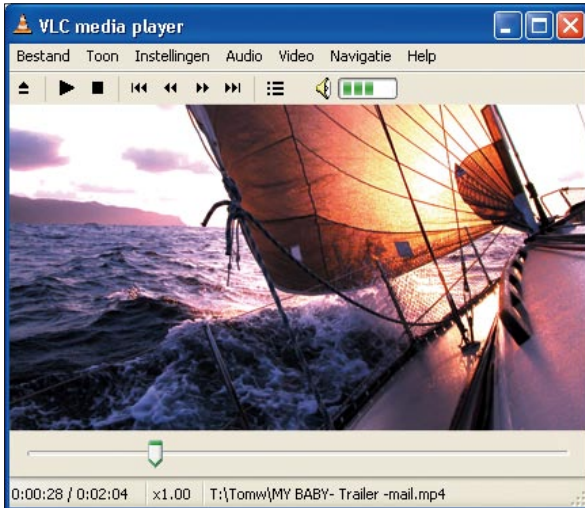 VLC media player
Bestand Toon Instellingen Audio Video Navigatie Help
0:00:28 / 0:02:04 x1.00 T:\Tomw\MY BABY- Trailer -mail.mp4